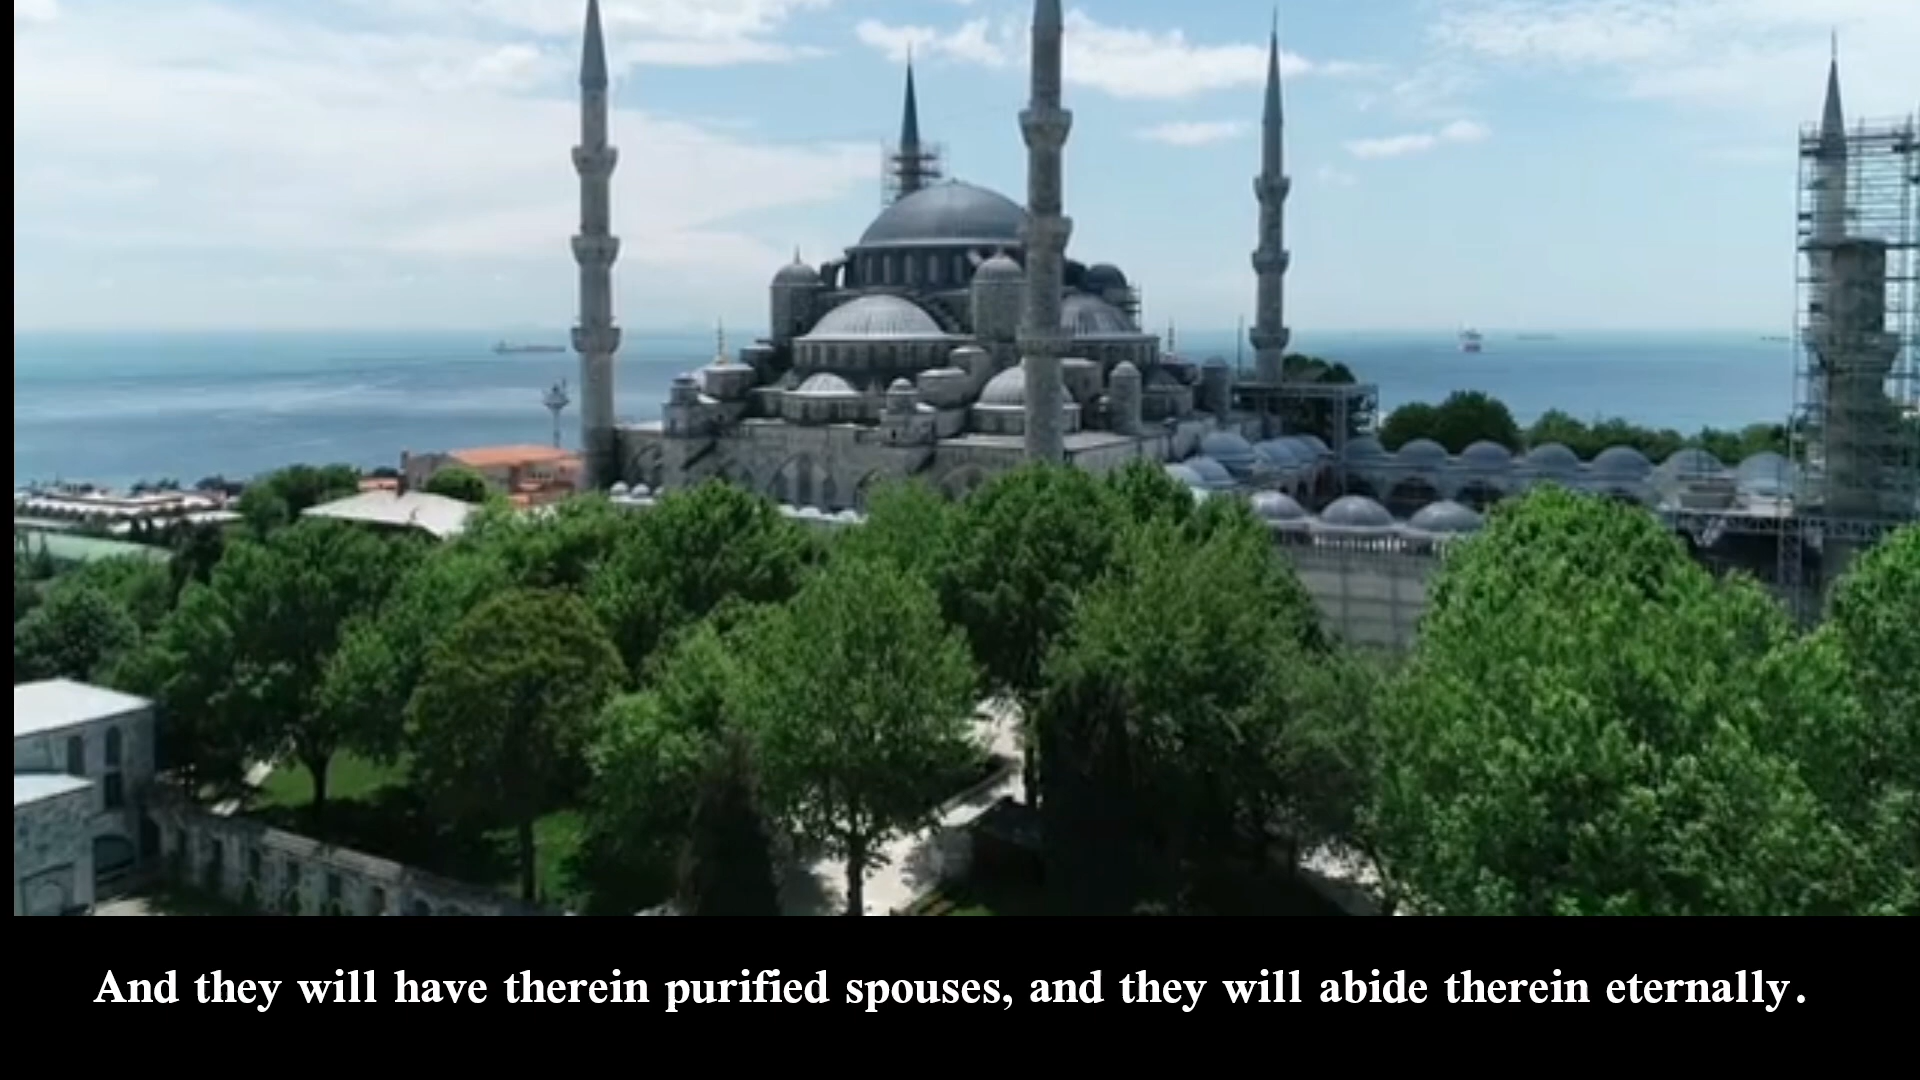 And they will have therein purified spouses, and they will abide therein eternally.